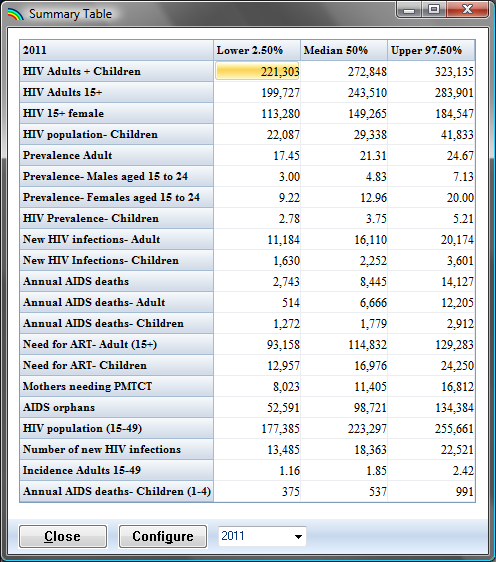 Summary Table
2011 Lower 2.50% Median 50% Upper 97.50%
HIV Adults + Children 221,303 272,848 323,135
HIV Adults 15+ 199,727 243,510 283,901
HIV 15+ female 113,280 149,265 184,547
HIV population- Children 22,087 29,338 41,833
Prevalence Adult 17.45 21.31 24.67
Prevalence- Males aged 15 to 24 3.00 4.83 7.13
Prevalence- Females aged 15 to 24 9.22 12.96 20.00
HIV Prevalence- Children 2.78 3.75 5.21
New HIV infections- Adult 11,184 16,110 20,174
New HIV Infections- Children 1,630 2,252 3,601
Annual AIDS deaths 2,743 8,445 14,127
Annual AIDS deaths- Adult 514 6,666 12,205
Annual AIDS deaths- Children 1,272 1,779 2,912
Need for ART- Adult (15+) 93,158 114,832 129,283
Need for ART- Children 12,957 16,976 24,250
Mothers needing PMTCT 8,023 11,405 16,812
AIDS orphans 52,591 98,721 134,384
HIV population (15-49) 177,385 223,297 255,661
Number of new HIV infections 13,485 18,363 22,521
Incidence Adults 15-49 1.16 1.85 2.42
Annual AIDS deaths- Children (1-4) 375 537 991
Close Configure 2011